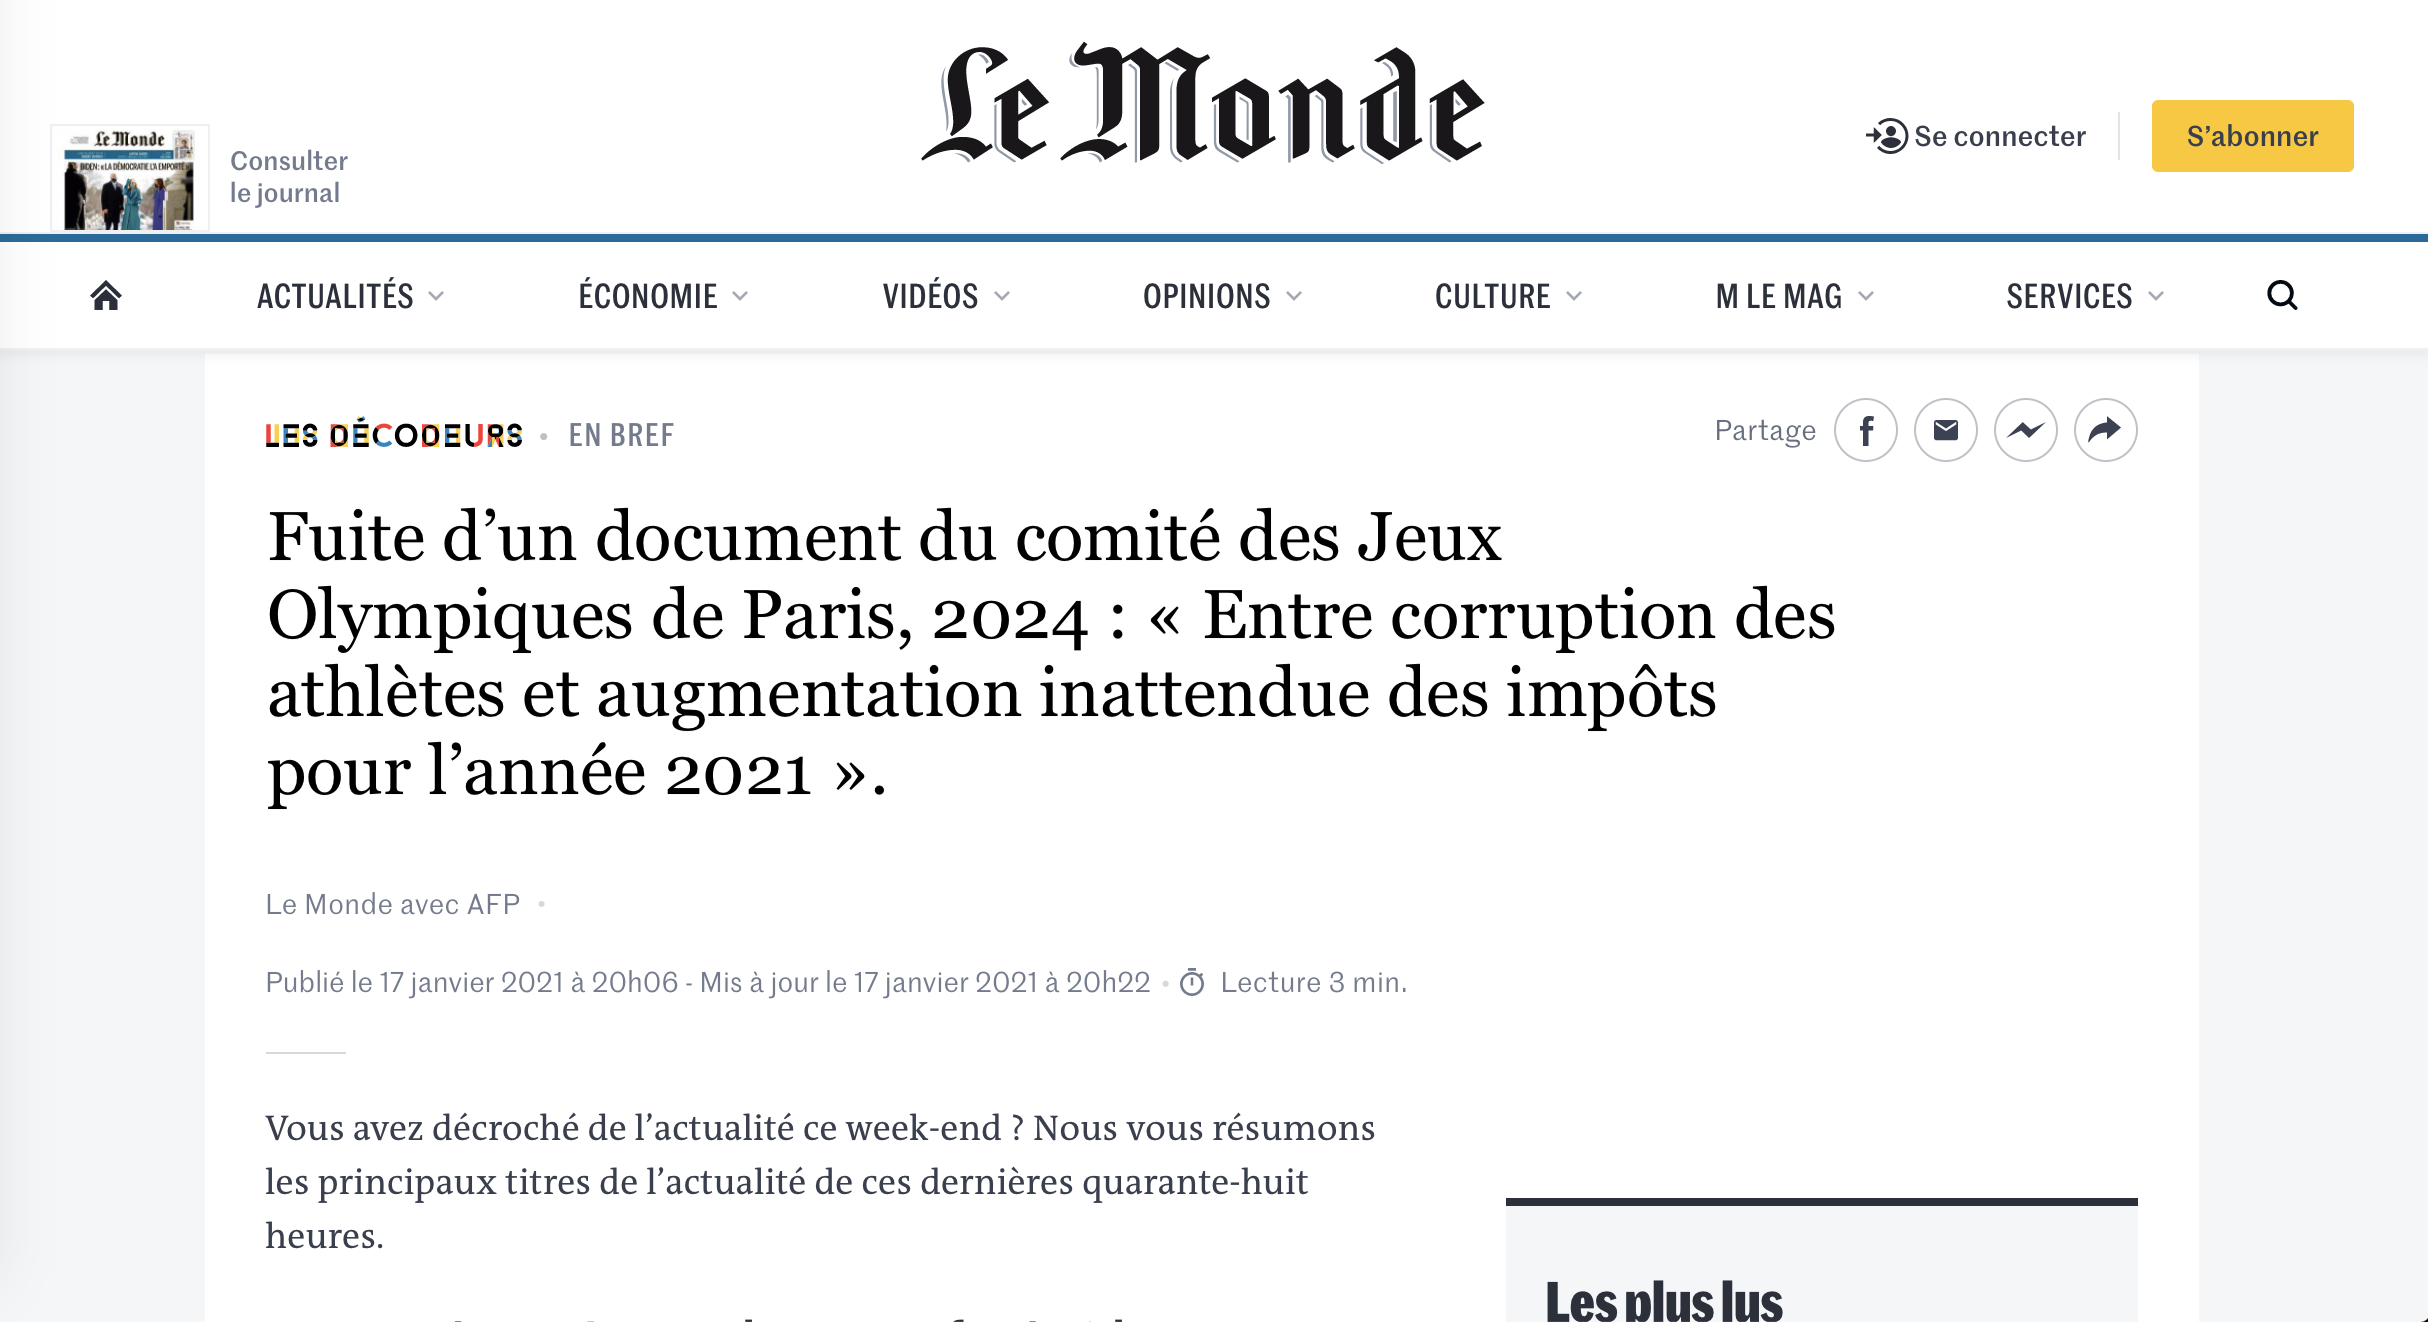 Le Monde
Le Monde
BIDEN: «LA DÉMOCRATIE L'A EMPORTÉ»
Consulter
le journal
Se connecter
S’abonner
ACTUALITÉS
ÉCONOMIE
VIDÉOS
OPINIONS
CULTURE
M LE MAG
SERVICES
LES DÉCODEURS • EN BREF
Partage
Fuite d’un document du comité des Jeux
Olympiques de Paris, 2024 : « Entre corruption des
athlètes et augmentation inattendue des impôts
pour l’année 2021 ».
Le Monde avec AFP •
Publié le 17 janvier 2021 à 20h06 - Mis à jour le 17 janvier 2021 à 20h22 • Lecture 3 min.
Vous avez décroché de l’actualité ce week-end ? Nous vous résumons
les principaux titres de l’actualité de ces dernières quarante-huit
heures.
Les plus lus